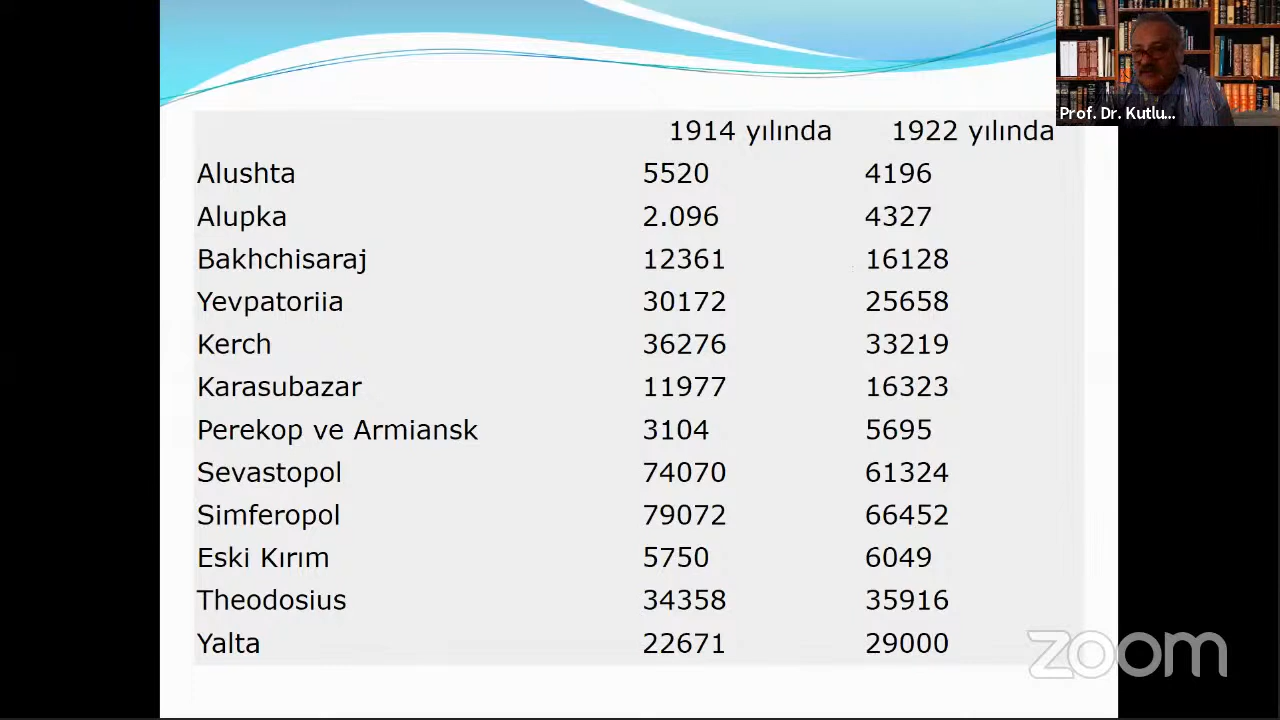 1914 yılında 1922 yılında
Alushta 5520 4196
Alupka 2.096 4327
Bakhchisaraj 12361 16128
Yevpatoriia 30172 25658
Kerch 36276 33219
Karasubazar 11977 16323
Perekop ve Armiansk 3104 5695
Sevastopol 74070 61324
Simferopol 79072 66452
Eski Kırım 5750 6049
Theodosius 34358 35916
Yalta 22671 29000
Prof. Dr. Kutlu...
zoom